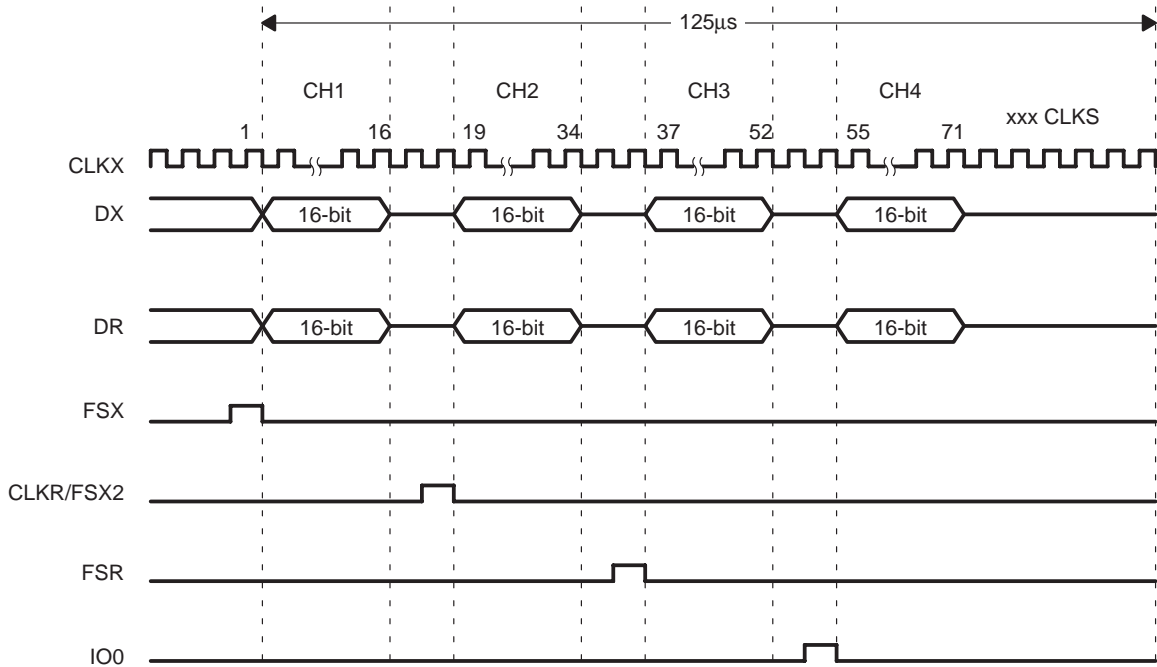 125µs
CH1 CH2 CH3 CH4
xxx CLKS
1 16 19 34 37 52 55 71
CLKX
DX 16-bit 16-bit 16-bit 16-bit
DR 16-bit 16-bit 16-bit 16-bit
FSX
CLKR/FSX2
FSR
IO0